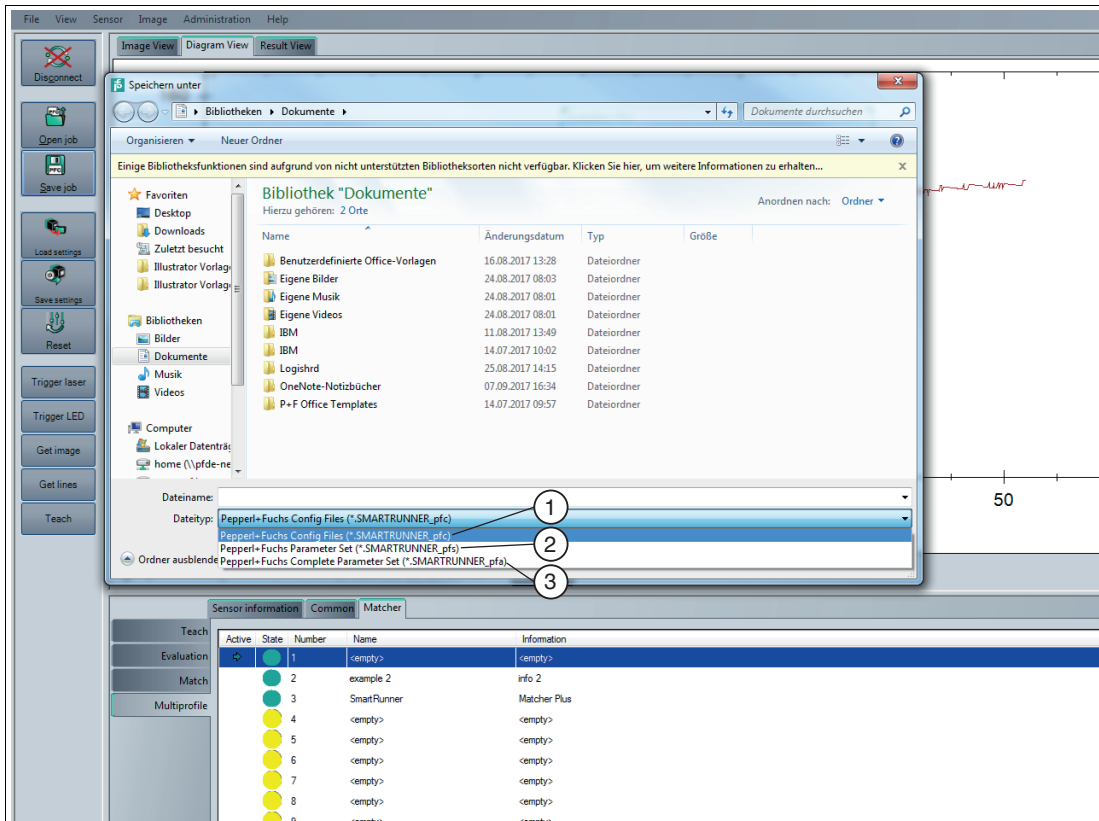 File View Sensor Image Administration Help
Image View Diagram View Result View
Disconnect
Open job
PFC
Save job
Load settings
Save settings
Reset
Trigger laser
Trigger LED
Get image
Get lines
Teach
Speichern unter
Bibliotheken Dokumente
Dokumente durchsuchen
Organisieren Neuer Ordner
Einige Bibliotheksfunktionen sind aufgrund von nicht unterstützten Bibliotheksorten nicht verfügbar. Klicken Sie hier, um weitere Informationen zu erhalten...
Favoriten
Desktop
Downloads
Zuletzt besucht
Illustrator Vorlag
Illustrator Vorlag
Bibliotheken
Bilder
Dokumente
Musik
Videos
Computer
Lokaler Datenträg
home (\\pfde-ne
Bibliothek "Dokumente"
Hierzu gehören: 2 Orte
Anordnen nach: Ordner
Name Änderungsdatum Typ Größe
Benutzerdefinierte Office-Vorlagen 16.08.2017 13:28 Dateiordner
Eigene Bilder 24.08.2017 08:03 Dateiordner
Eigene Musik 24.08.2017 08:01 Dateiordner
Eigene Videos 24.08.2017 08:01 Dateiordner
IBM 11.08.2017 13:49 Dateiordner
IBM 14.07.2017 10:02 Dateiordner
Logishrd 25.08.2017 14:15 Dateiordner
OneNote-Notizbücher 07.09.2017 16:34 Dateiordner
P+F Office Templates 14.07.2017 09:57 Dateiordner
Dateiname:
Dateityp: Pepperl+Fuchs Config Files (*.SMARTRUNNER_pfc)
Pepperl+Fuchs Config Files (*.SMARTRUNNER_pfc) 1
Pepperl+Fuchs Parameter Set (*.SMARTRUNNER_pfs) 2
Pepperl+Fuchs Complete Parameter Set (*.SMARTRUNNER_pfa) 3
Ordner ausblende
50
Sensor information Common Matcher
Teach
Evaluation
Match
Multiprofile
Active State Number Name Information
1 <empty> <empty>
2 example 2 info 2
3 SmartRunner Matcher Plus
4 <empty> <empty>
5 <empty> <empty>
6 <empty> <empty>
7 <empty> <empty>
8 <empty> <empty>
9 <empty> <empty>